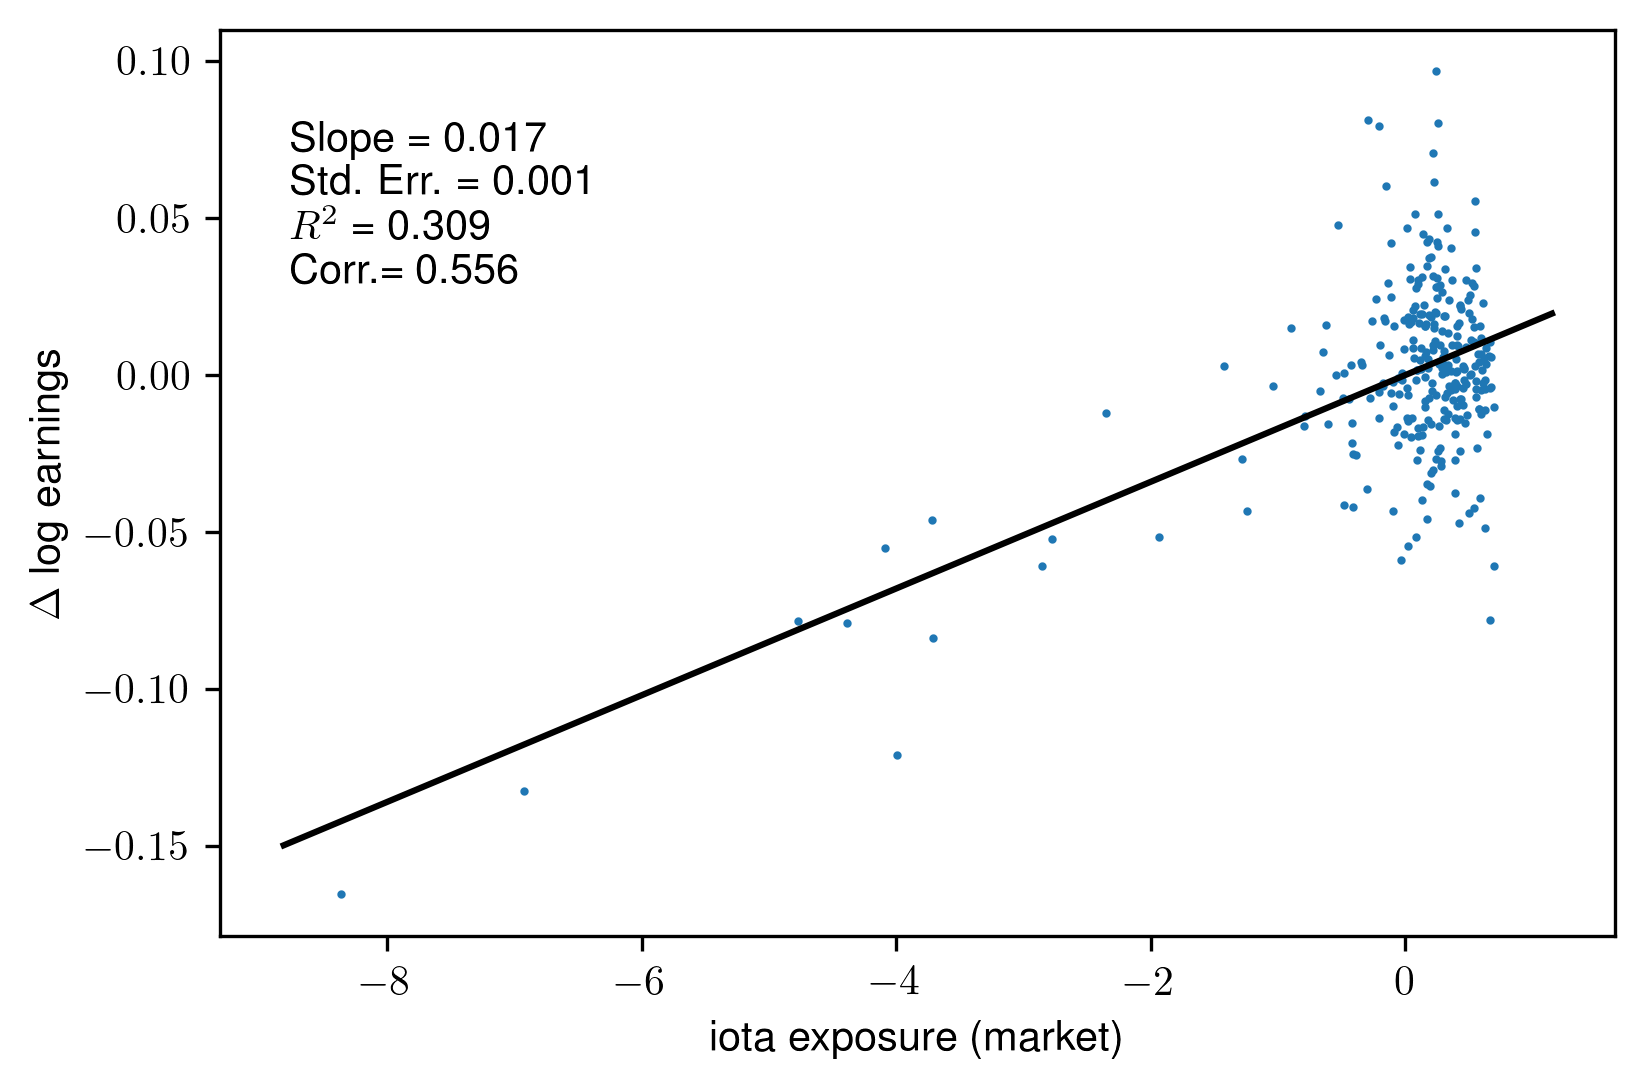 0.10
0.05
0.00
−0.05
−0.10
−0.15
Δ log earnings
Slope = 0.017
Std. Err. = 0.001
R² = 0.309
Corr.= 0.556
−8
−6
−4
−2
0
iota exposure (market)